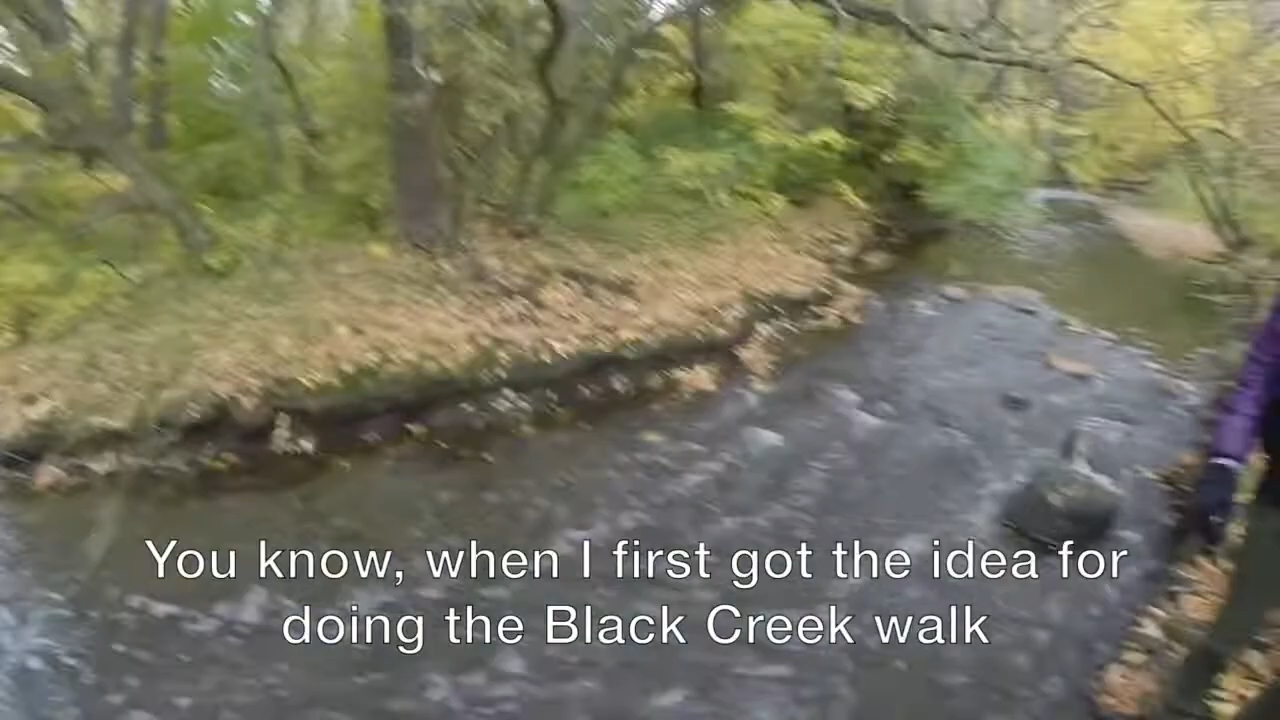 You know, when I first got the idea for
doing the Black Creek walk